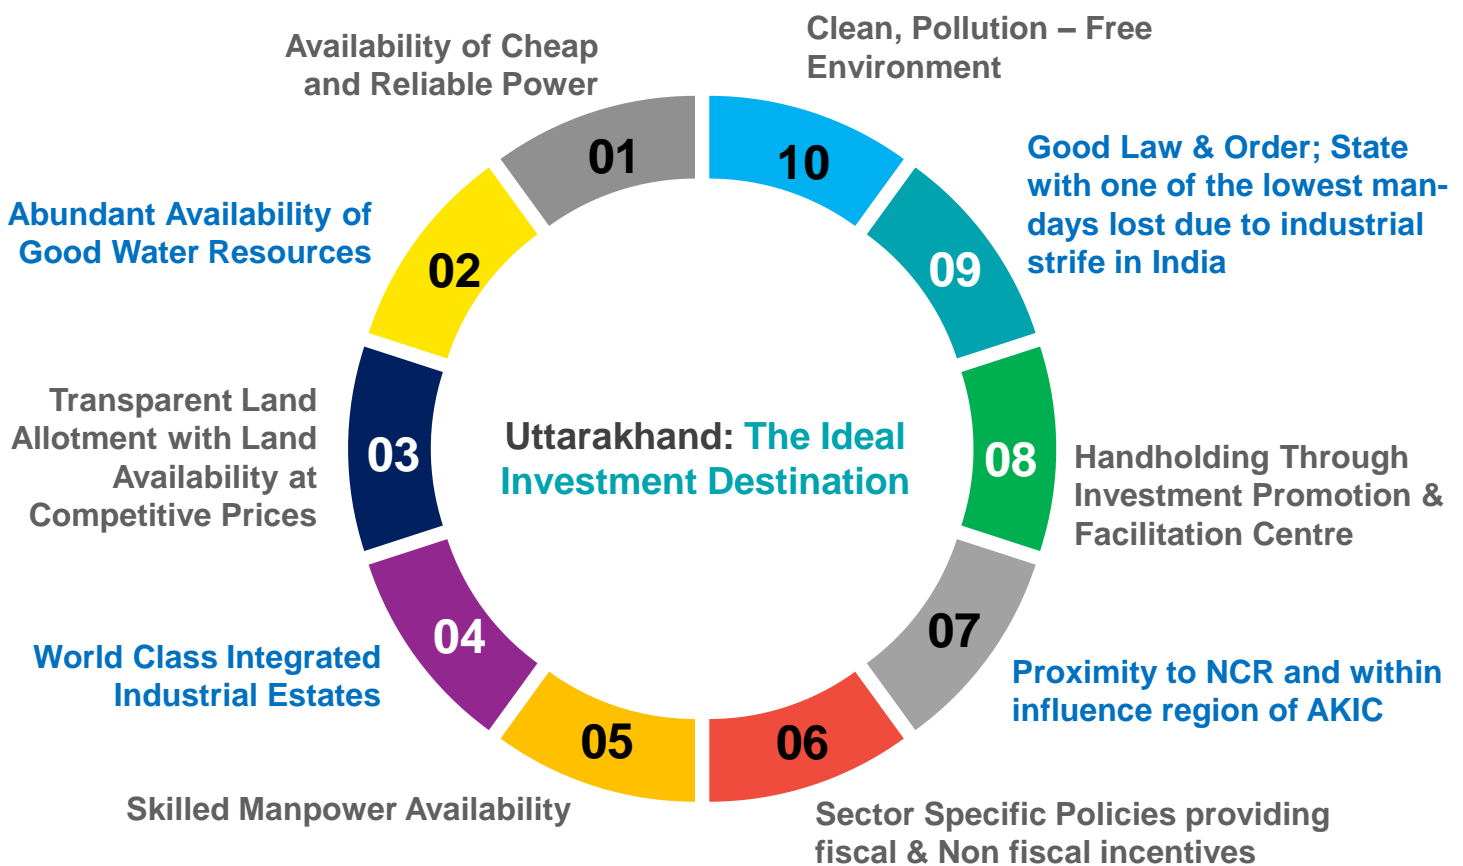 Availability of Cheap
and Reliable Power
01
Abundant Availability of
Good Water Resources
02
Transparent Land
Allotment with Land
Availability at
Competitive Prices
03
World Class Integrated
Industrial Estates
04
Skilled Manpower Availability
05
Sector Specific Policies providing
fiscal & Non fiscal incentives
06
Proximity to NCR and within
influence region of AKIC
07
Handholding Through
Investment Promotion &
Facilitation Centre
08
Good Law & Order; State
with one of the lowest man-
days lost due to industrial
strife in India
09
Clean, Pollution – Free
Environment
10
Uttarakhand: The Ideal
Investment Destination